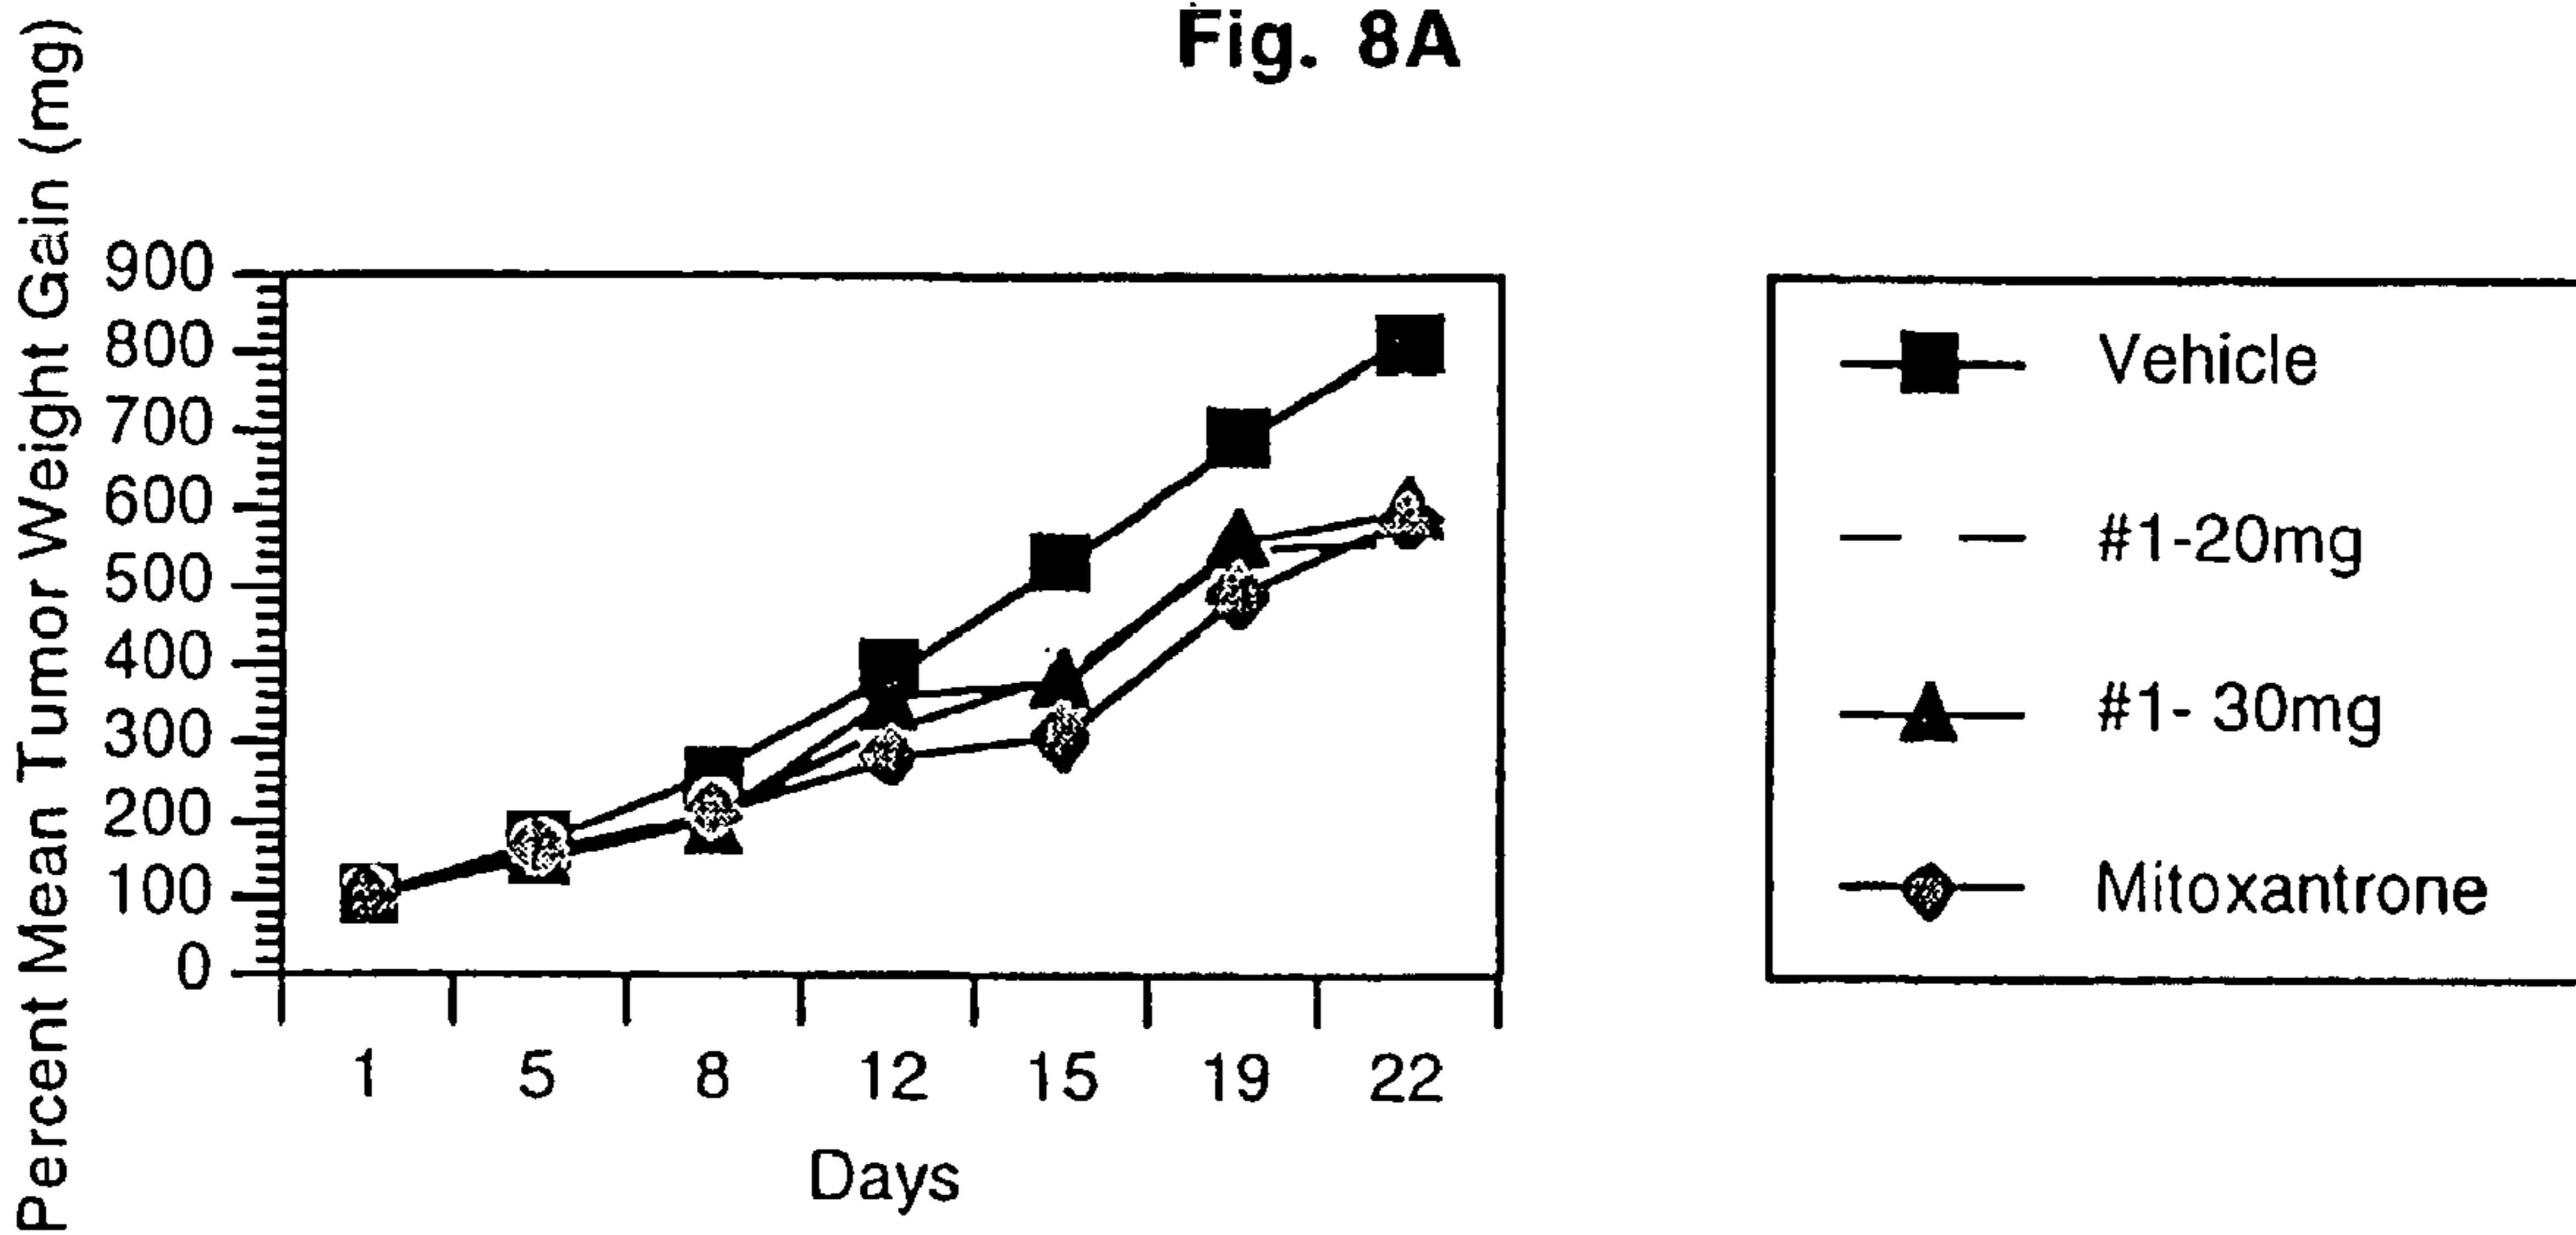 Fig. 8A
Percent Mean Tumor Weight Gain (mg)
900
800
700
600
500
400
300
200
100
0
1 5 8 12 15 19 22
Days
Vehicle
#1-20mg
#1- 30mg
Mitoxantrone